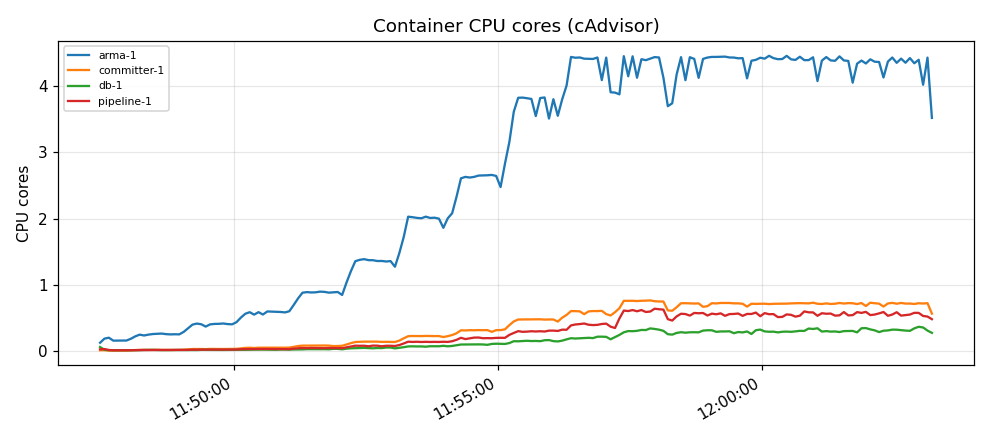 Container CPU cores (cAdvisor)
arma-1
committer-1
db-1
pipeline-1
CPU cores
4
3
2
1
0
11:50:00
11:55:00
12:00:00